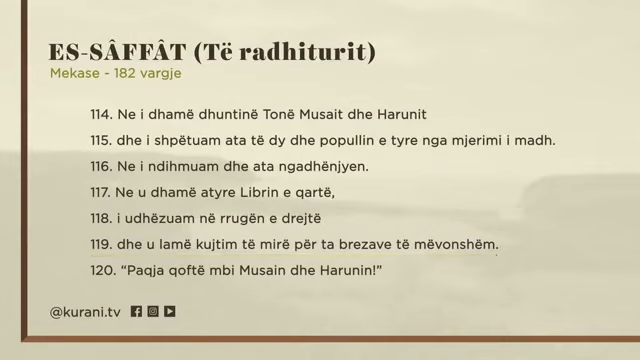 ES-SÂFFÂT (Të radhiturit)
Mekase - 182 vargje
114. Ne i dhamë dhuntinë Tonë Musait dhe Harunit
115. dhe i shpëtuam ata të dy dhe popullin e tyre nga mjerimi i madh.
116. Ne i ndihmuam dhe ata ngadhënjyen.
117. Ne u dhamë atyre Librin e qartë,
118. i udhëzuam në rrugën e drejtë
119. dhe u lamë kujtim të mirë për ta brezave të mëvonshëm.
120. “Paqja qoftë mbi Musain dhe Harunin!”
@kurani.tv